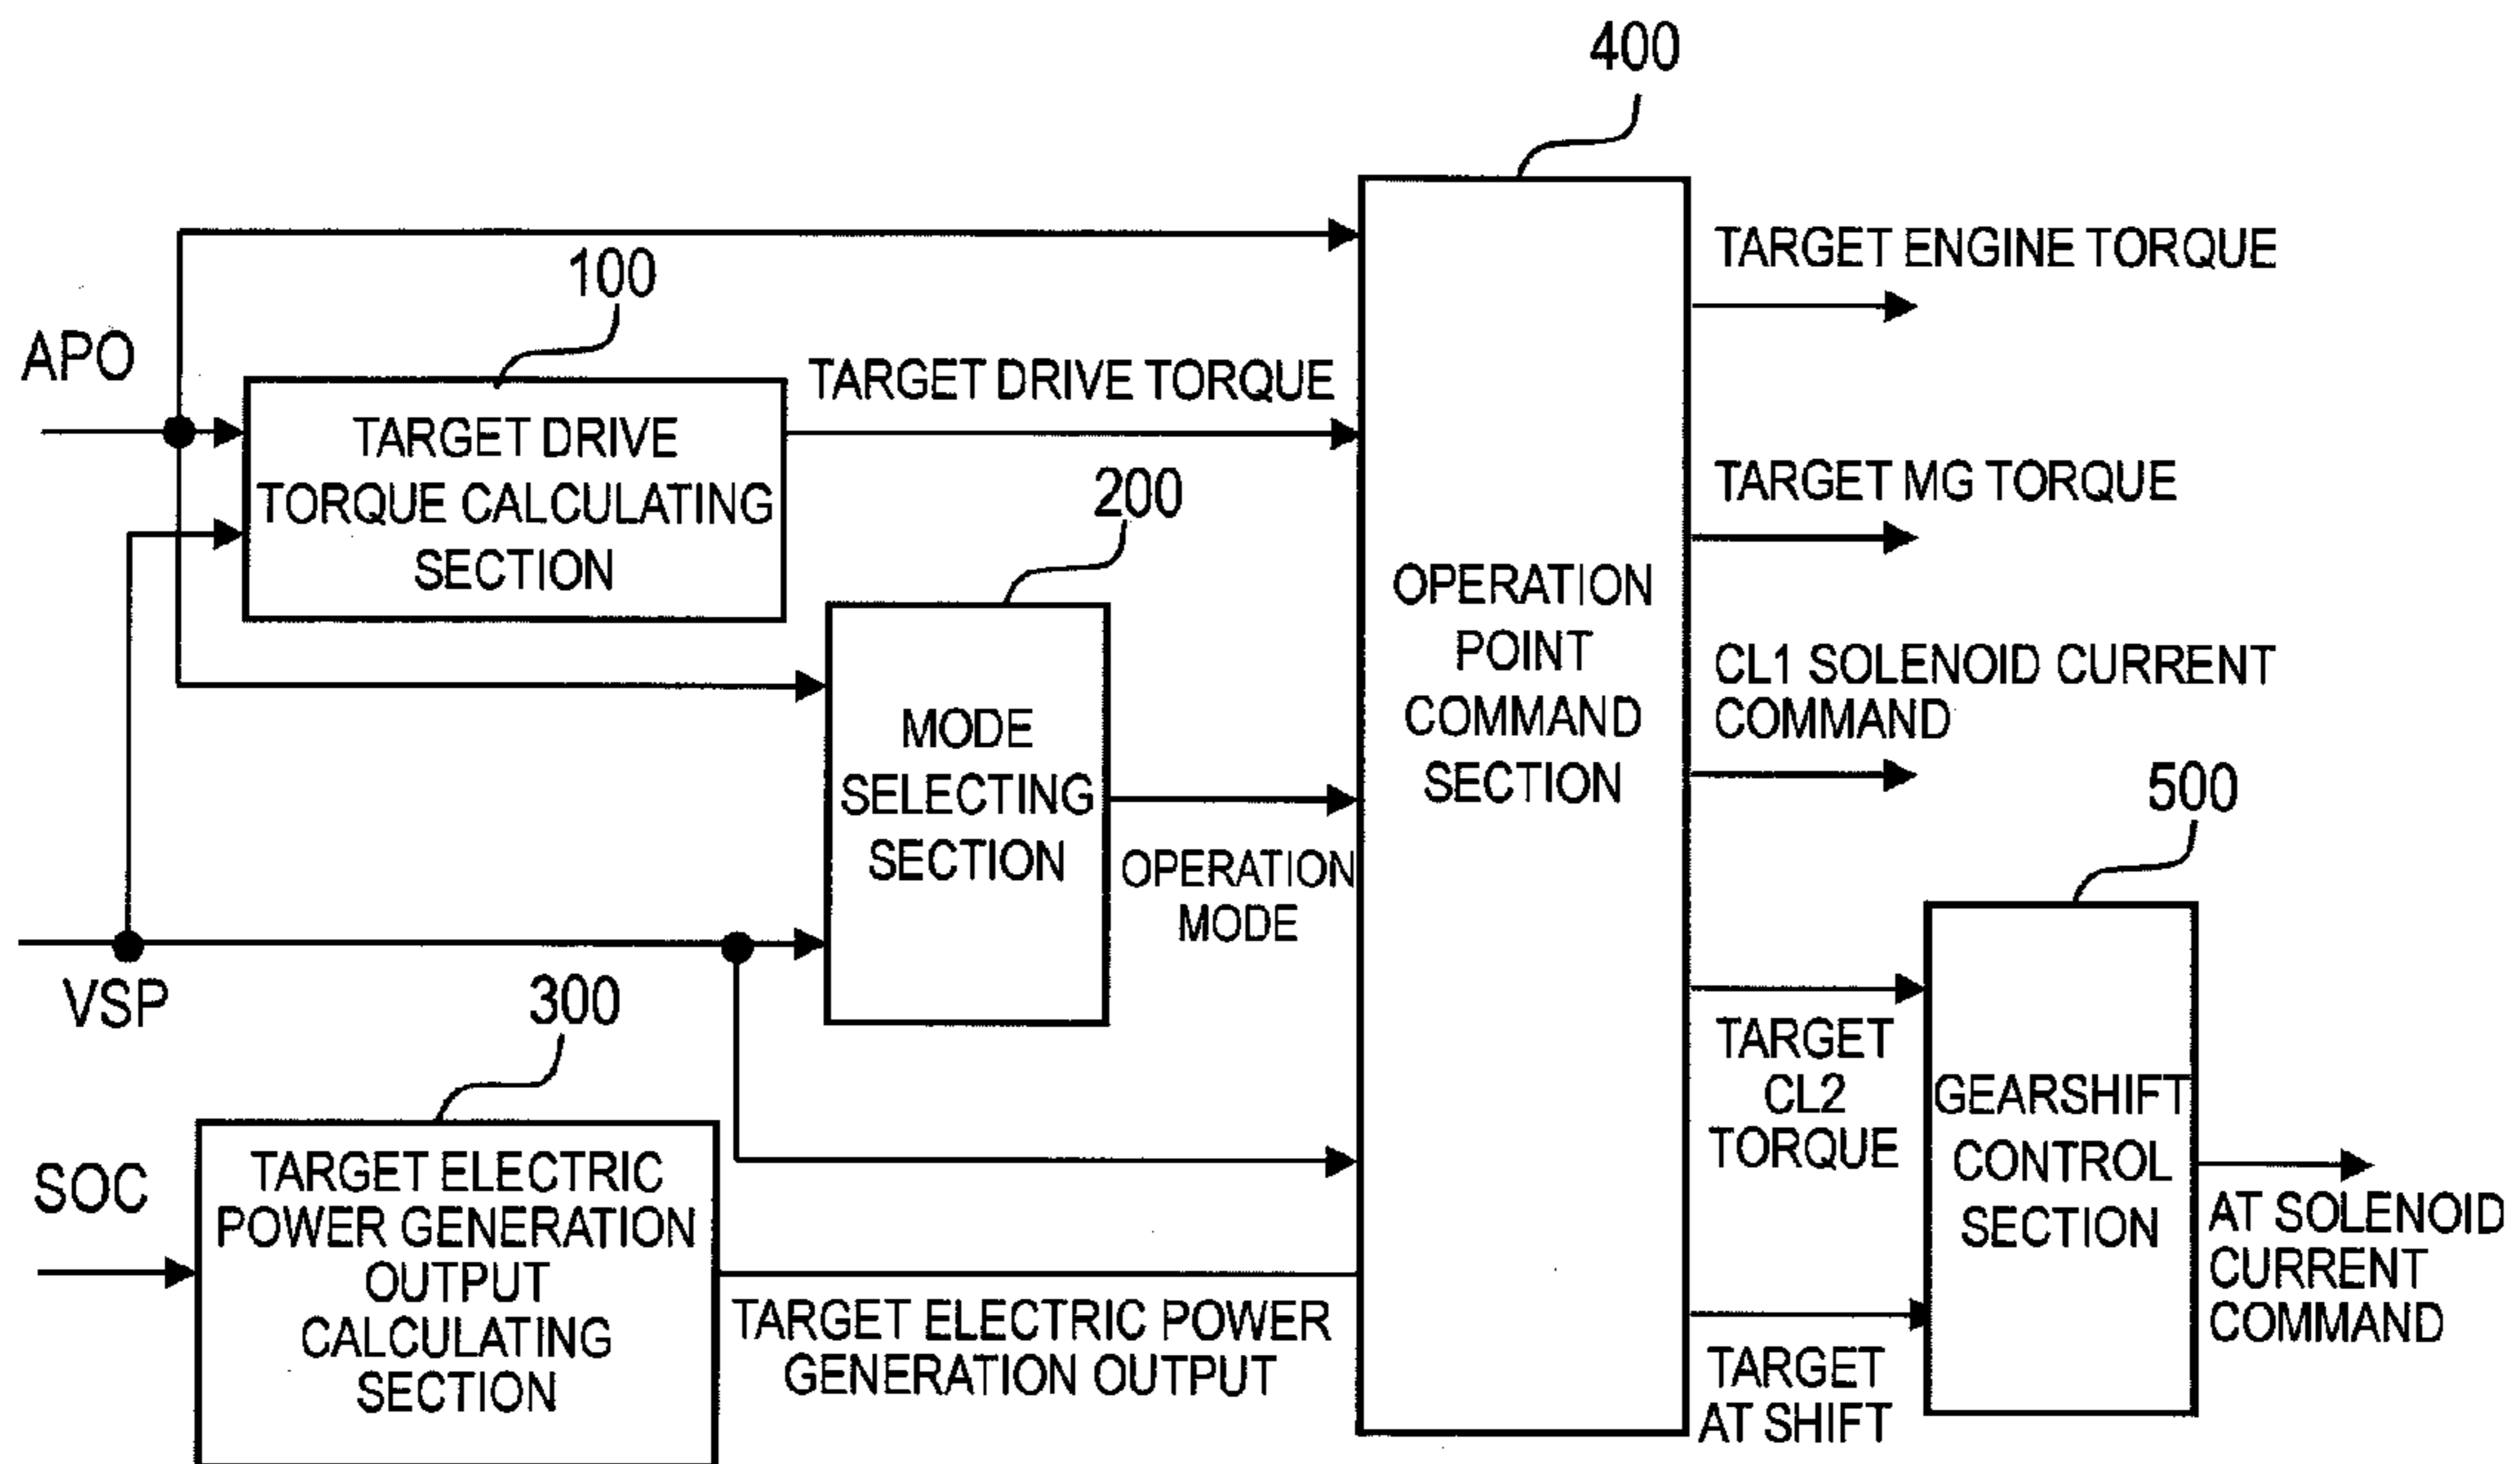 400
100
APO
TARGET DRIVE
TORQUE CALCULATING
SECTION
TARGET DRIVE TORQUE
200
MODE
SELECTING
SECTION
OPERATION
MODE
VSP
300
SOC
TARGET ELECTRIC
POWER GENERATION
OUTPUT
CALCULATING
SECTION
TARGET ELECTRIC POWER
GENERATION OUTPUT
OPERATION
POINT
COMMAND
SECTION
TARGET ENGINE TORQUE
TARGET MG TORQUE
CL1 SOLENOID CURRENT
COMMAND
500
TARGET
CL2
TORQUE
GEARSHIFT
CONTROL
SECTION
TARGET
AT SHIFT
AT SOLENOID
CURRENT
COMMAND